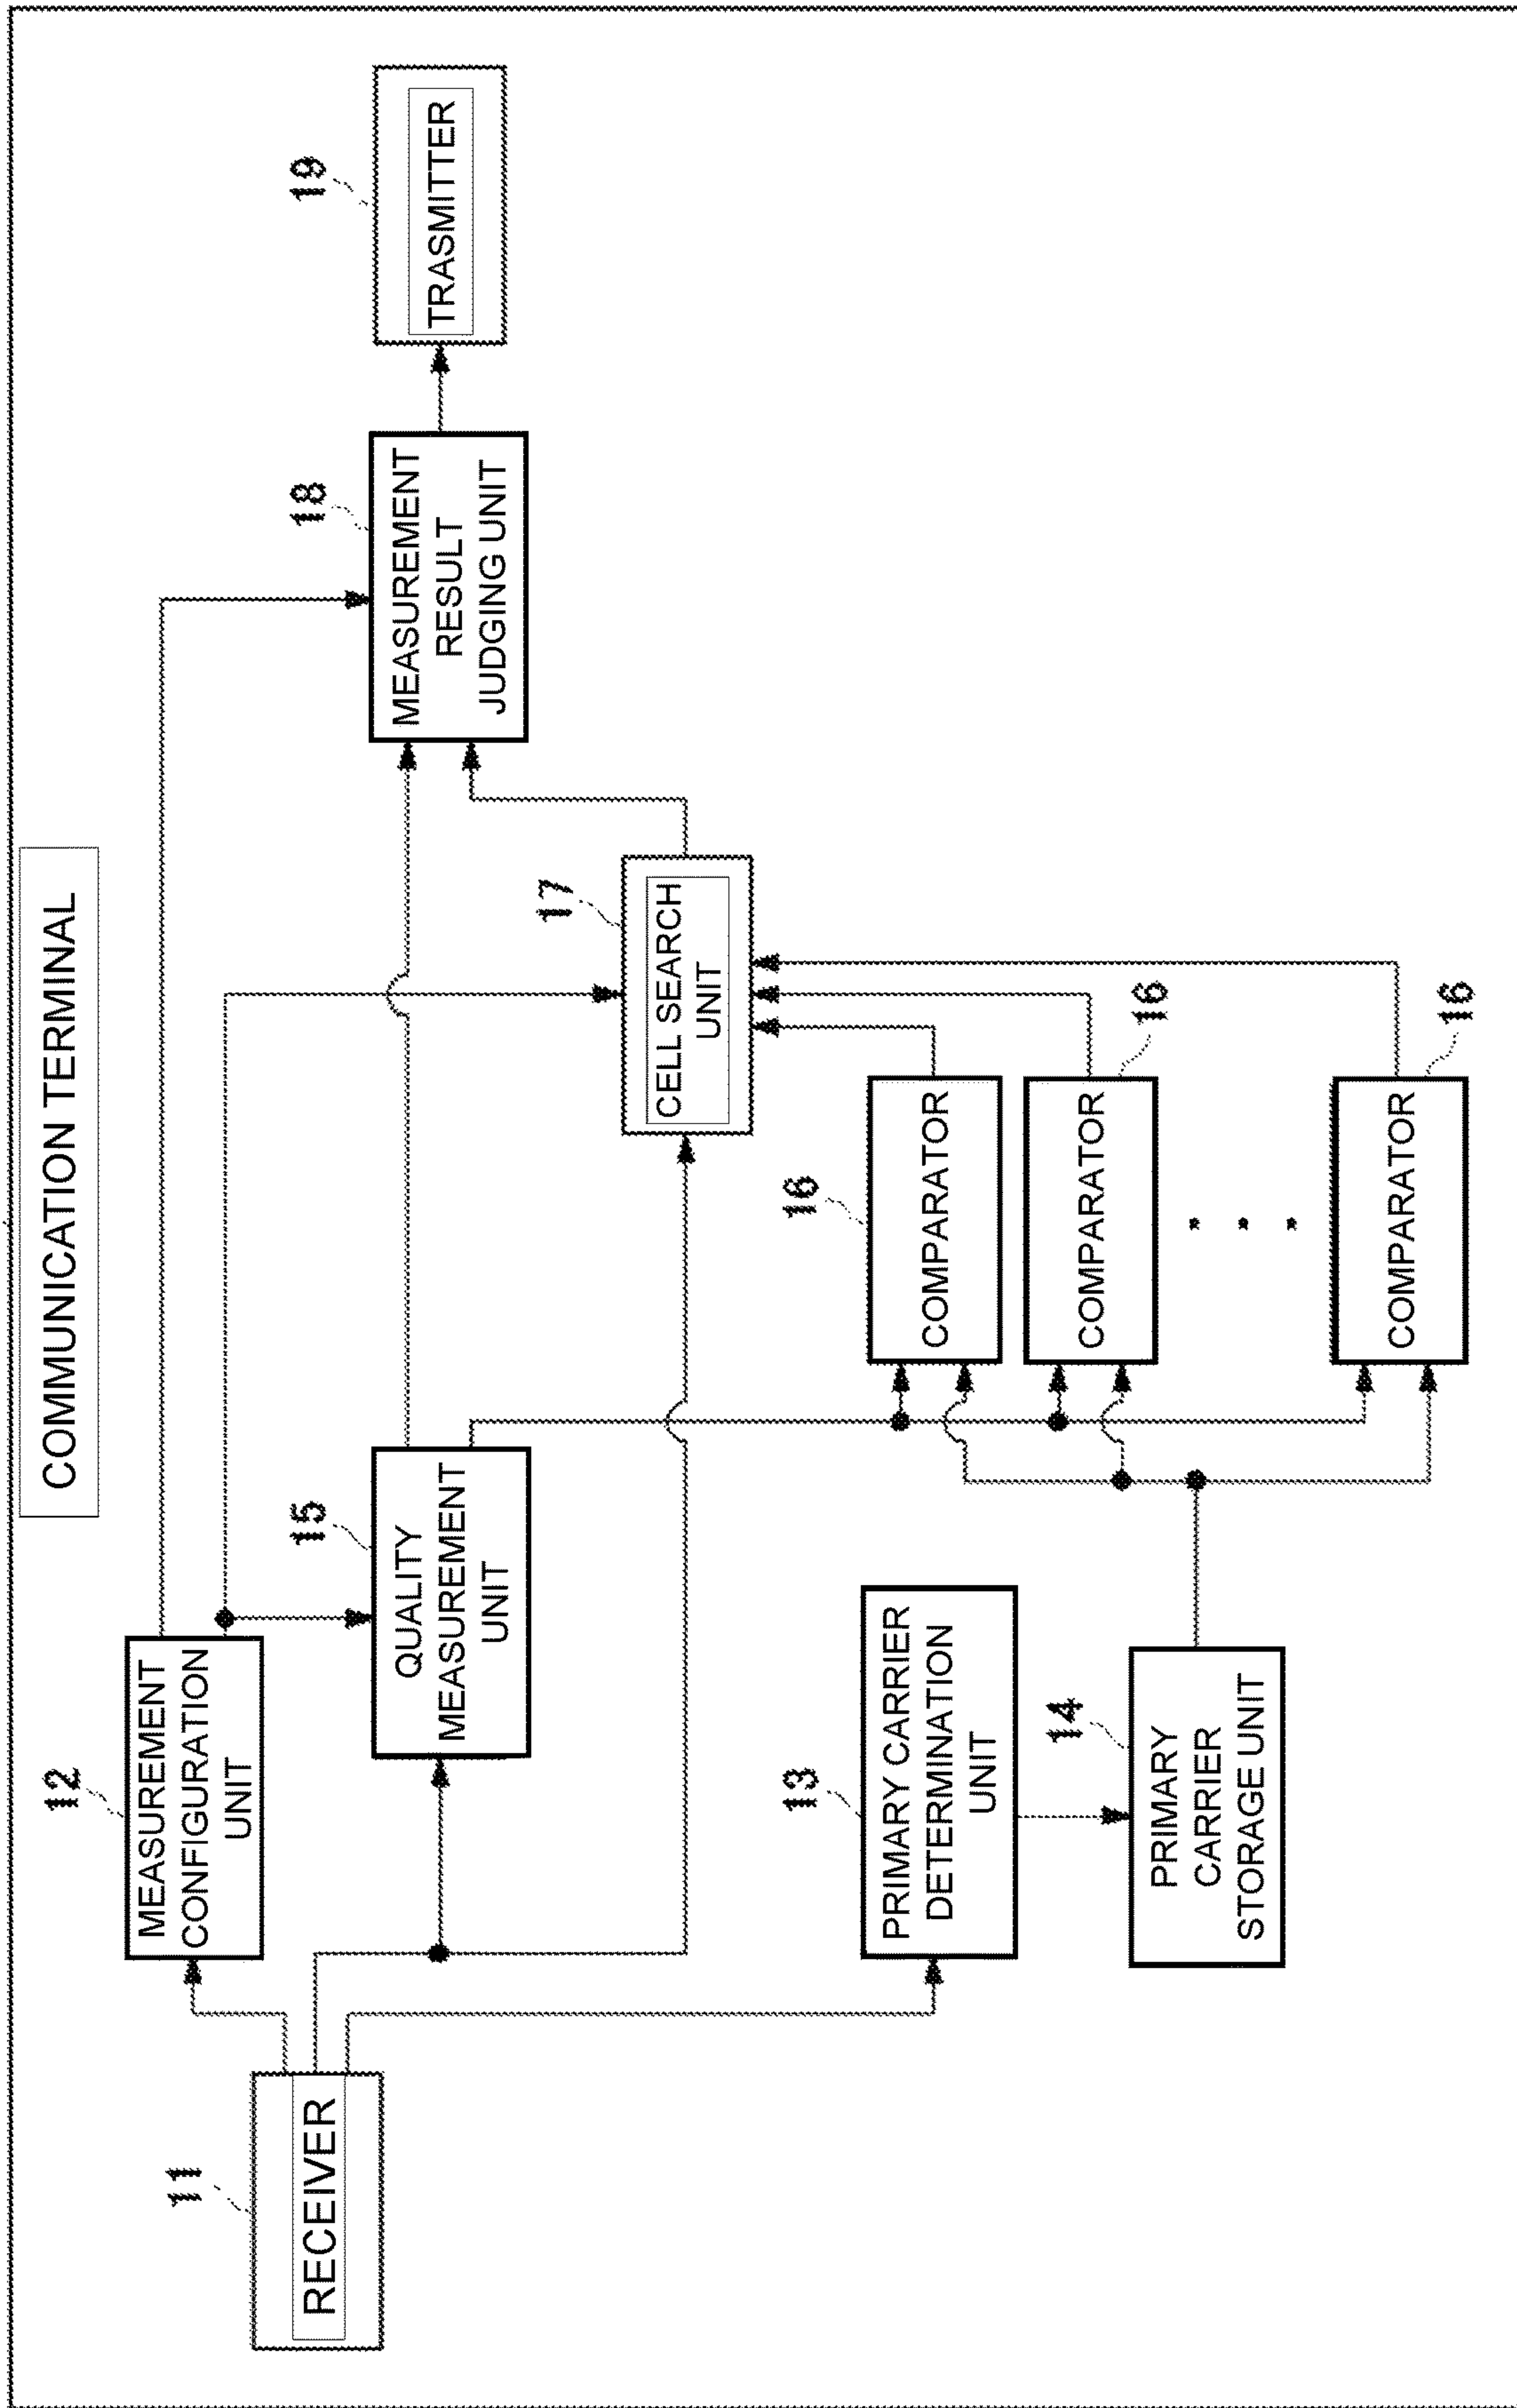 COMMUNICATION TERMINAL
11
RECEIVER
12
MEASUREMENT
CONFIGURATION
UNIT
15
QUALITY
MEASUREMENT
UNIT
13
PRIMARY CARRIER
DETERMINATION
UNIT
14
PRIMARY
CARRIER
STORAGE UNIT
16
COMPARATOR
COMPARATOR
16
COMPARATOR
16
17
CELL SEARCH
UNIT
18
MEASUREMENT
RESULT
JUDGING UNIT
19
TRASMITTER